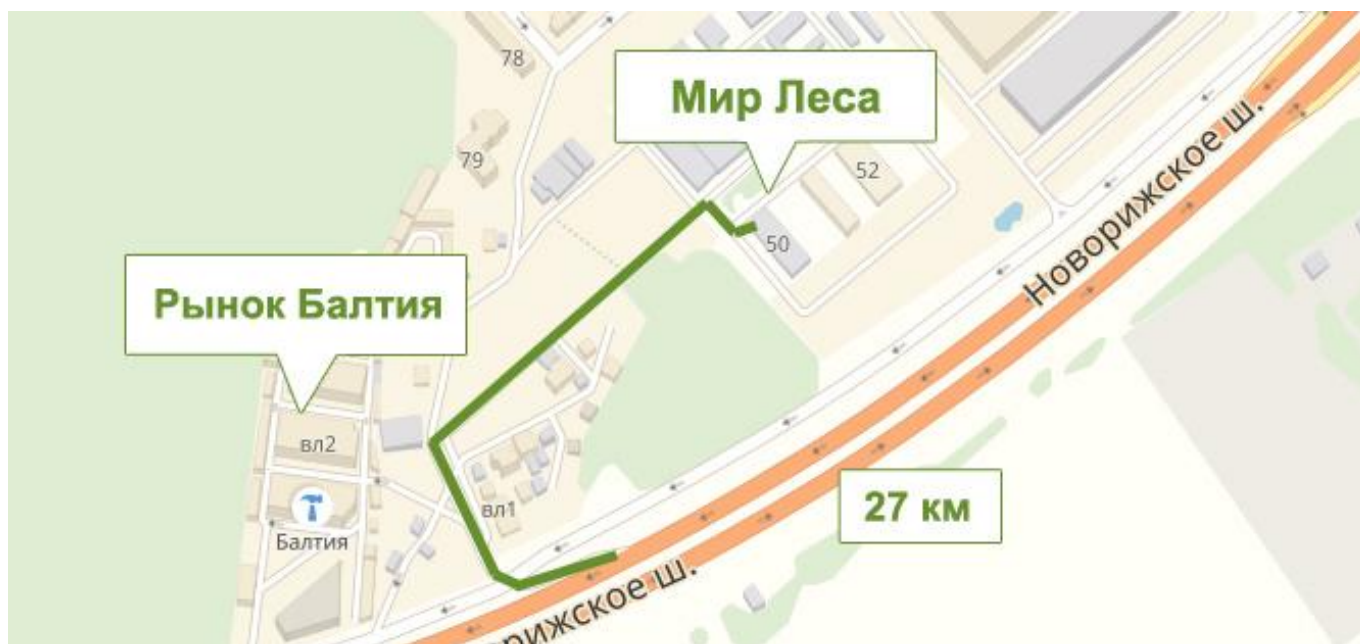 78
Мир Леса
79
52
Новорижское ш.
50
Рынок Балтия
вл2
27 км
вл1
Балтия
рижское ш.